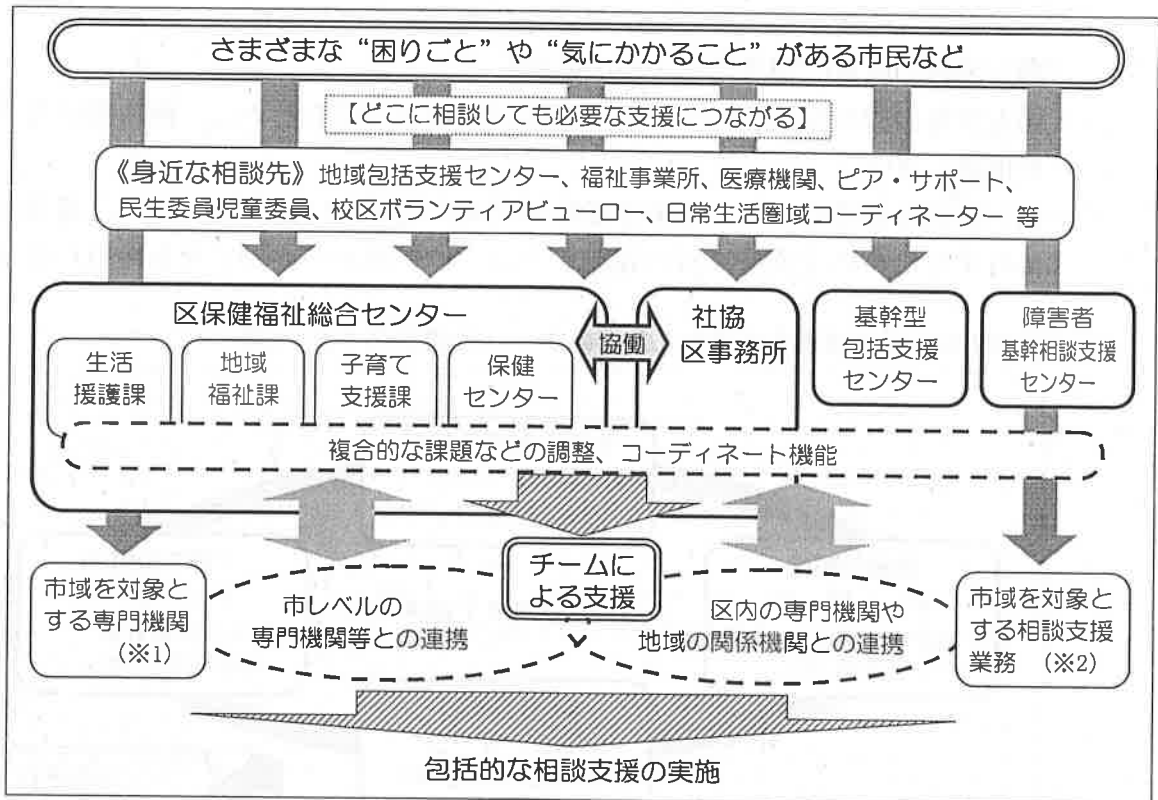 さまざまな“困りごと”や“気にかかること”がある市民など
【どこに相談しても必要な支援につながる】
《身近な相談先》地域包括支援センター、福祉事業所、医療機関、ピア・サポート、
民生委員児童委員、校区ボランティアビューロー、日常生活圏域コーディネーター 等
区保健福祉総合センター
生活
援護課
地域
福祉課
子育て
支援課
保健
センター
協働
社協
区事務所
基幹型
包括支援
センター
障害者
基幹相談支援
センター
複合的な課題などの調整、コーディネート機能
チームに
よる支援
市域を対象と
する専門機関
(※1)
市レベルの
専門機関等との連携
区内の専門機関や
地域の関係機関との連携
市域を対象と
する相談支援
業務 (※2)
包括的な相談支援の実施